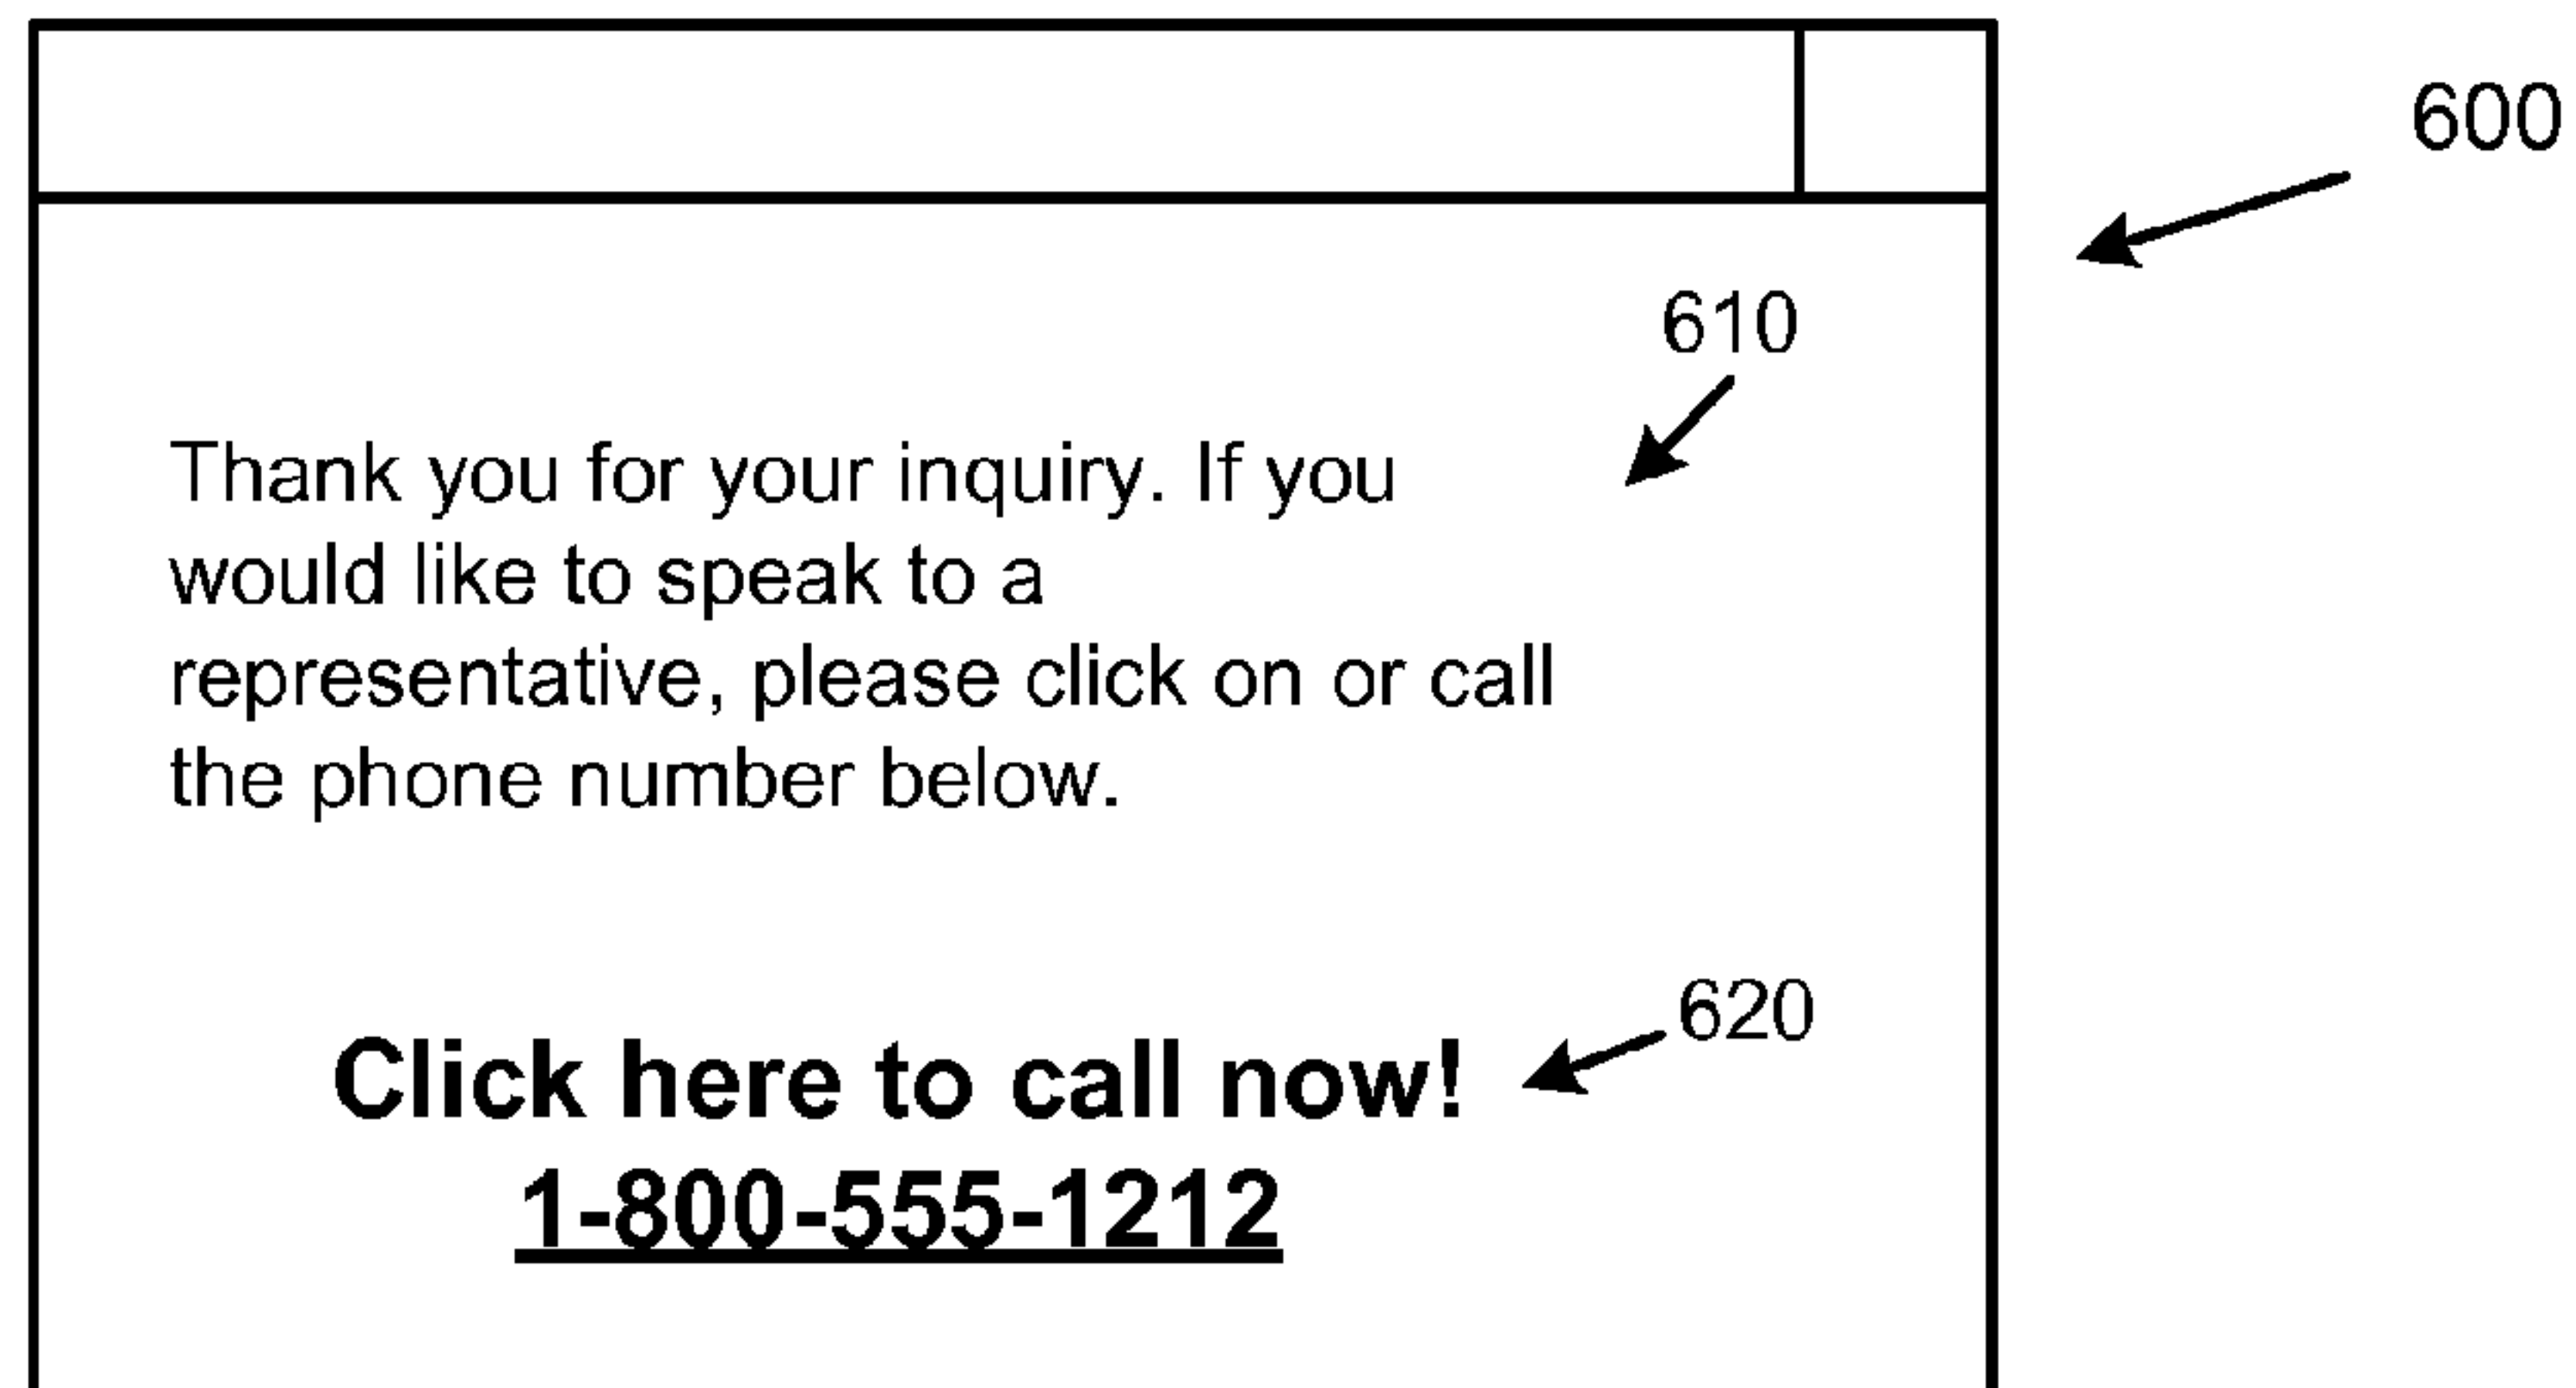 600
610
Thank you for your inquiry. If you
would like to speak to a
representative, please click on or call
the phone number below.
620
Click here to call now!
1-800-555-1212